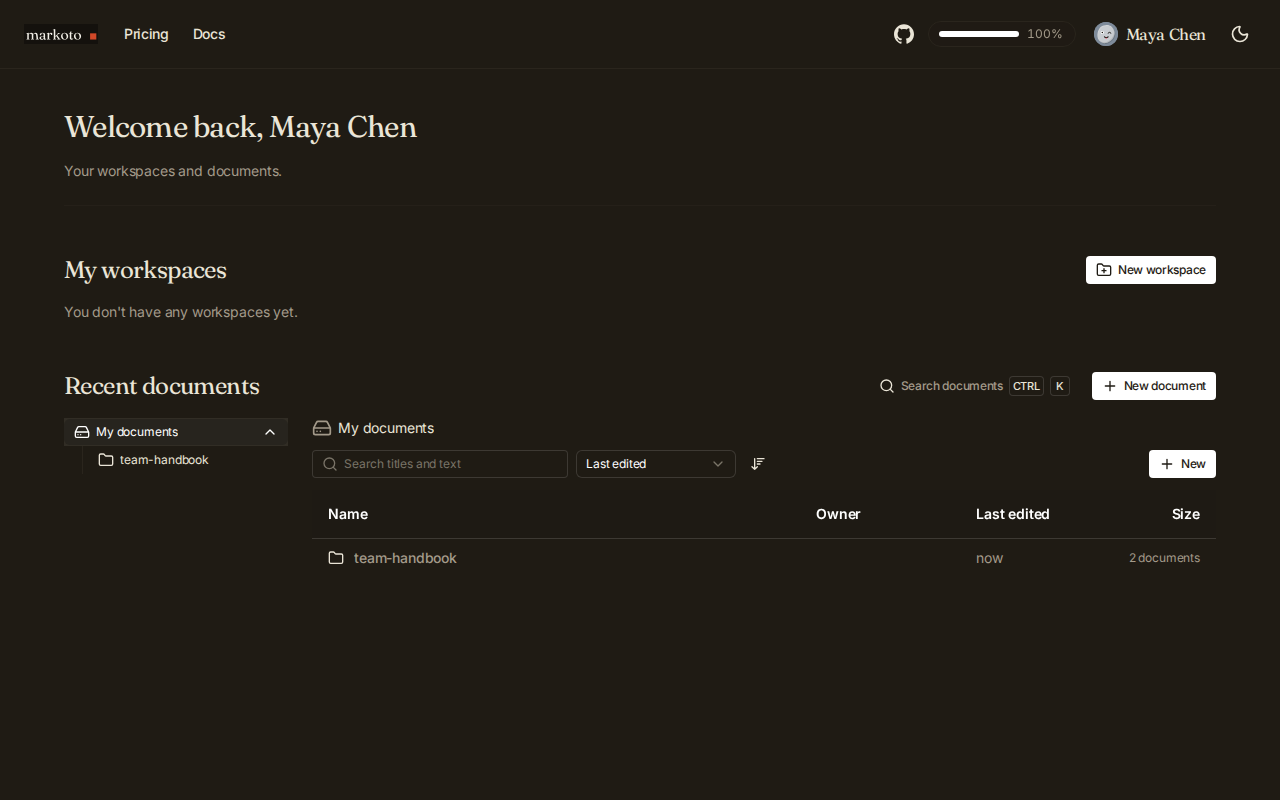 markoto Pricing Docs 100% Maya Chen
Welcome back, Maya Chen
Your workspaces and documents.
My workspaces New workspace
You don't have any workspaces yet.
Recent documents Search documents CTRL K New document
My documents
team-handbook
My documents
Search titles and text Last edited New
Name Owner Last edited Size
team-handbook now 2 documents